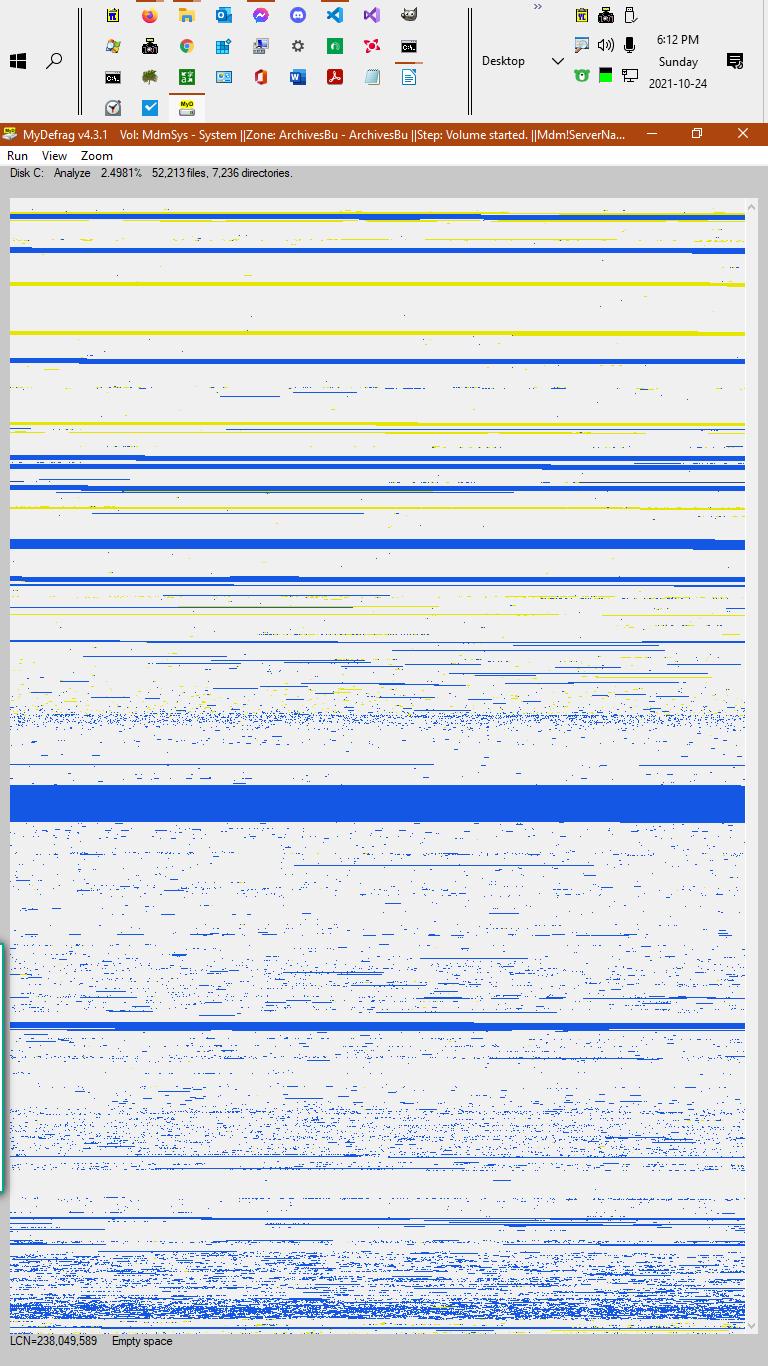 6:12 PM
Desktop
Sunday
2021-10-24
MyDefrag v4.3.1 Vol: MdmSys - System ||Zone: ArchivesBu - ArchivesBu ||Step: Volume started. ||Mdm!ServerNa...
Run View Zoom
Disk C: Analyze 2.4981% 52,213 files, 7,236 directories.
LCN=238,049,589 Empty space